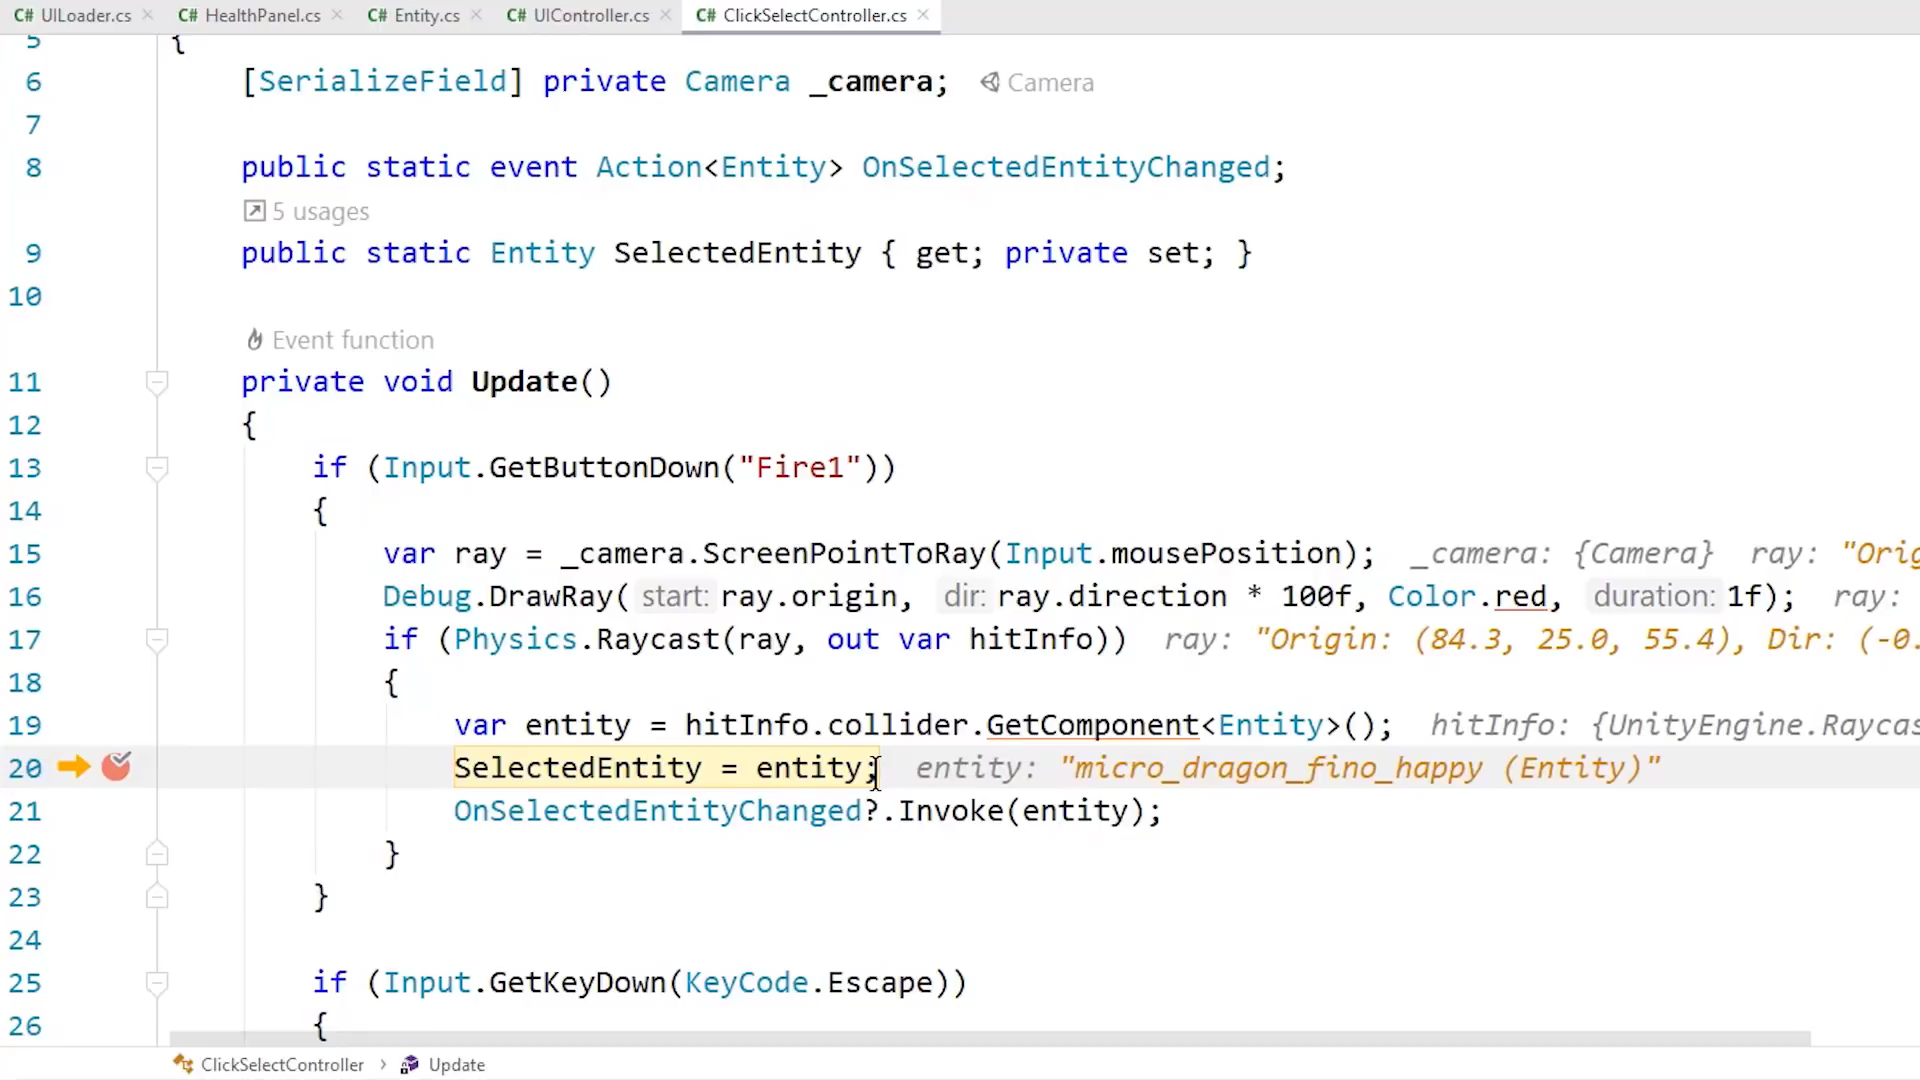 C# UILoader.cs × C# HealthPanel.cs × C# Entity.cs × C# UIController.cs × C# ClickSelectController.cs ×
5 {
6 [SerializeField] private Camera _camera; Camera
7
8 public static event Action<Entity> OnSelectedEntityChanged;
5 usages
9 public static Entity SelectedEntity { get; private set; }
10
Event function
11 private void Update()
12 {
13 if (Input.GetButtonDown("Fire1"))
14 {
15 var ray = _camera.ScreenPointToRay(Input.mousePosition); _camera: {Camera} ray: "Orig
16 Debug.DrawRay( start: ray.origin, dir: ray.direction * 100f, Color.red, duration: 1f); ray:
17 if (Physics.Raycast(ray, out var hitInfo)) ray: "Origin: (84.3, 25.0, 55.4), Dir: (-0.
18 {
19 var entity = hitInfo.collider.GetComponent<Entity>(); hitInfo: {UnityEngine.Raycas
20 SelectedEntity = entity; entity: "micro_dragon_fino_happy (Entity)"
21 OnSelectedEntityChanged?.Invoke(entity);
22 }
23 }
24
25 if (Input.GetKeyDown(KeyCode.Escape))
26 {
ClickSelectController › Update